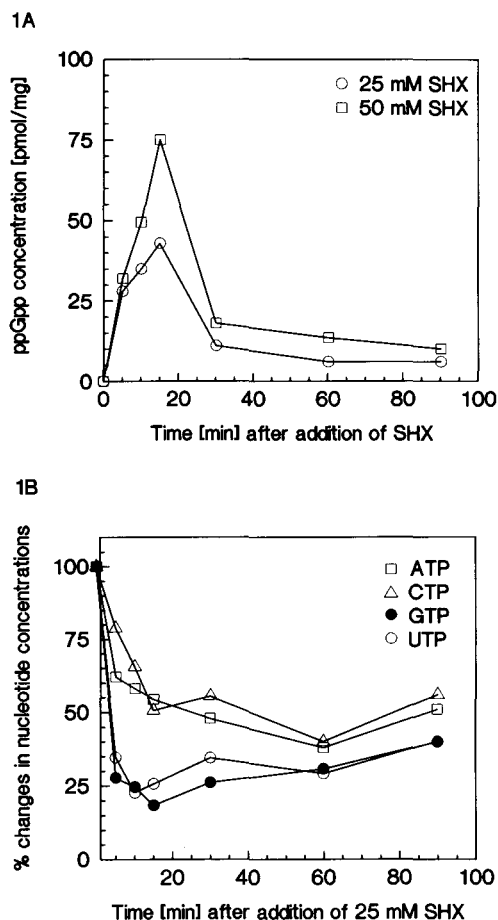 1A
100
75
50
25
0
ppGpp concentration [pmol/mg]
25 mM SHX
50 mM SHX
0 20 40 60 80 100
Time [min] after addition of SHX
1B
100
75
50
25
0
% changes in nucleotide concentrations
ATP
CTP
GTP
UTP
0 20 40 60 80 100
Time [min] after addition of 25 mM SHX